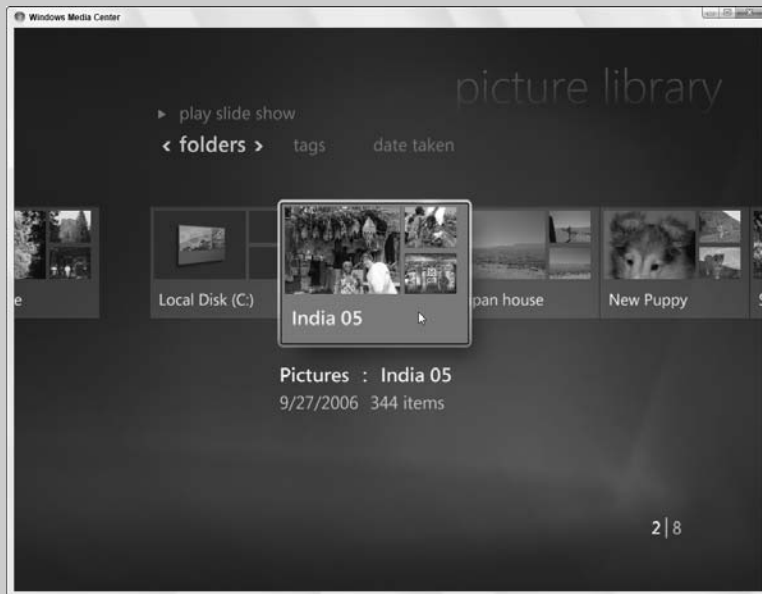 Windows Media Center
picture library
play slide show
‹ folders › tags date taken
e Local Disk (C:) India 05 pan house New Puppy S
Pictures : India 05
9/27/2006 344 items
2|8